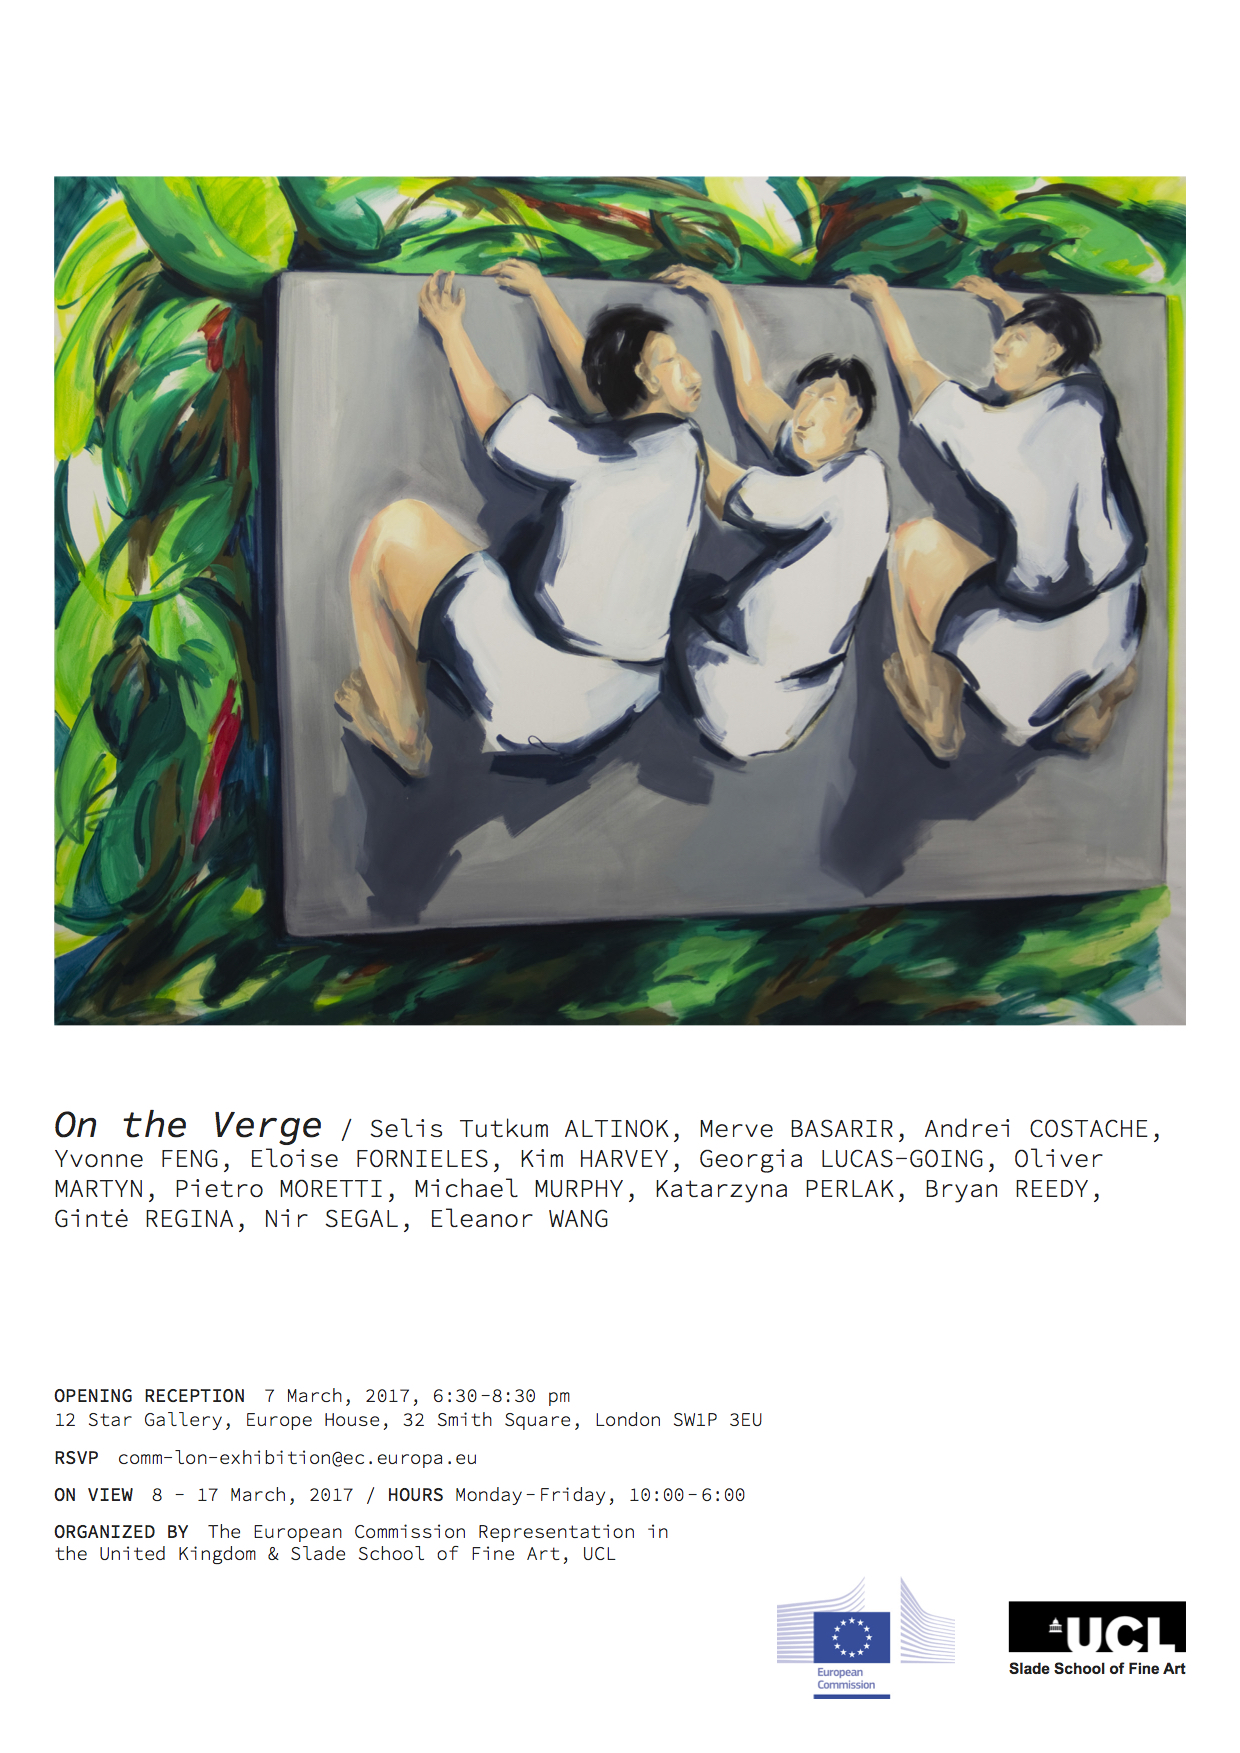 On the Verge / Selis Tutkum ALTINOK, Merve BASARIR, Andrei COSTACHE,
Yvonne FENG, Eloise FORNIELES, Kim HARVEY, Georgia LUCAS-GOING, Oliver
MARTYN, Pietro MORETTI, Michael MURPHY, Katarzyna PERLAK, Bryan REEDY,
Gintė REGINA, Nir SEGAL, Eleanor WANG
OPENING RECEPTION 7 March, 2017, 6:30-8:30 pm
12 Star Gallery, Europe House, 32 Smith Square, London SW1P 3EU
RSVP comm-lon-exhibition@ec.europa.eu
ON VIEW 8 - 17 March, 2017 / HOURS Monday-Friday, 10:00-6:00
ORGANIZED BY The European Commission Representation in
the United Kingdom & Slade School of Fine Art, UCL
European
Commission
UCL
Slade School of Fine Art